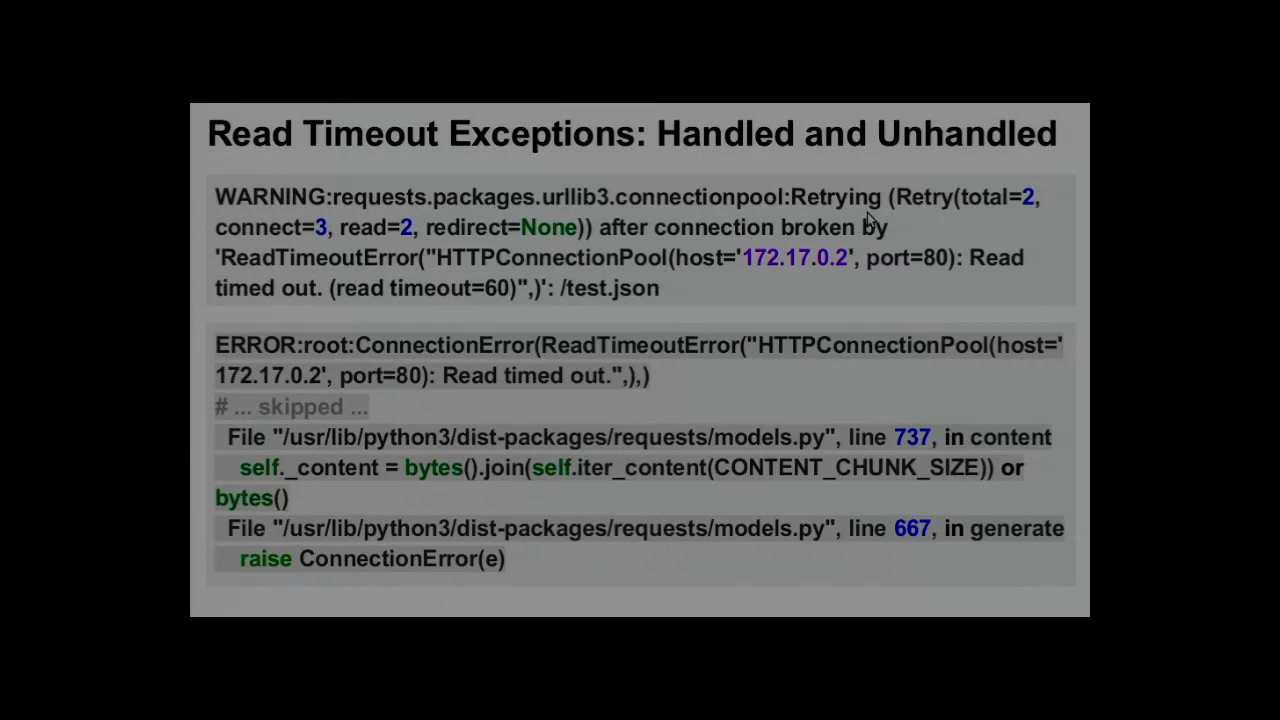 Read Timeout Exceptions: Handled and Unhandled
WARNING:requests.packages.urllib3.connectionpool:Retrying (Retry(total=2,
connect=3, read=2, redirect=None)) after connection broken by
'ReadTimeoutError("HTTPConnectionPool(host='172.17.0.2', port=80): Read
timed out. (read timeout=60)",)': /test.json
ERROR:root:ConnectionError(ReadTimeoutError("HTTPConnectionPool(host='
172.17.0.2', port=80): Read timed out.",),)
# ... skipped ...
File "/usr/lib/python3/dist-packages/requests/models.py", line 737, in content
self._content = bytes().join(self.iter_content(CONTENT_CHUNK_SIZE)) or
bytes()
File "/usr/lib/python3/dist-packages/requests/models.py", line 667, in generate
raise ConnectionError(e)